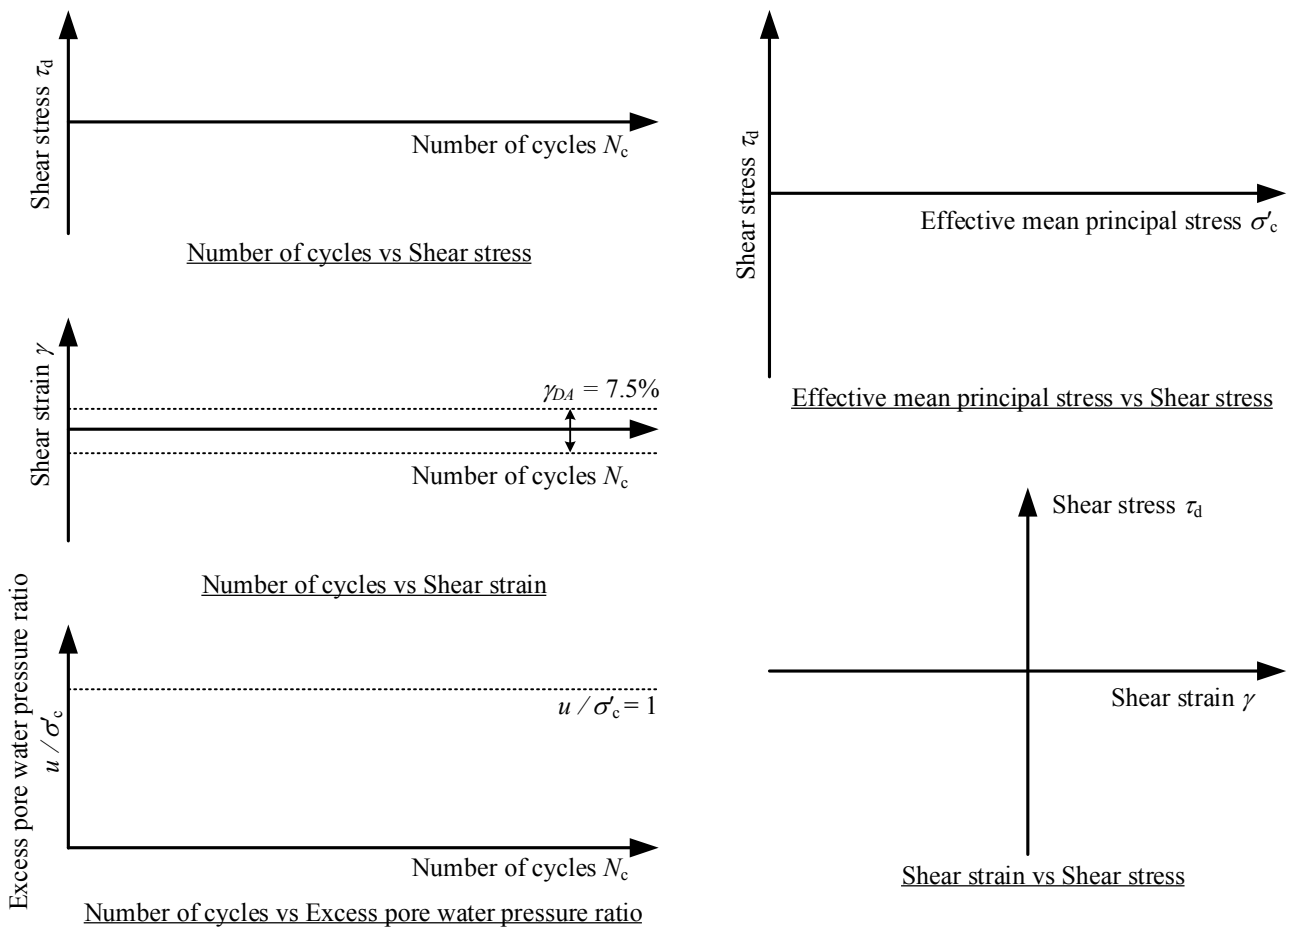 Shear stress τd
Number of cycles Nc
Number of cycles vs Shear stress
Shear strain γ
γDA = 7.5%
Number of cycles Nc
Number of cycles vs Shear strain
Excess pore water pressure ratio
u / σ′c
u / σ′c = 1
Number of cycles Nc
Number of cycles vs Excess pore water pressure ratio
Shear stress τd
Effective mean principal stress σ′c
Effective mean principal stress vs Shear stress
Shear stress τd
Shear strain γ
Shear strain vs Shear stress